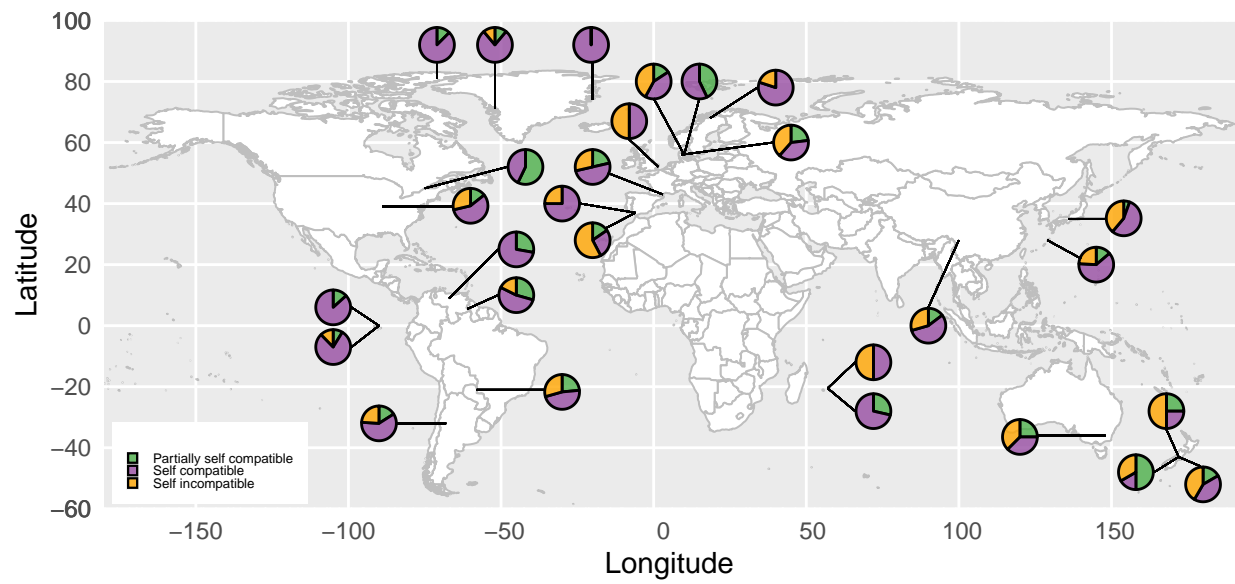 100
80
60
40
20
0
−20
−40
−60
Latitude
Partially self compatible
Self compatible
Self incompatible
−150 −100 −50 0 50 100 150
Longitude